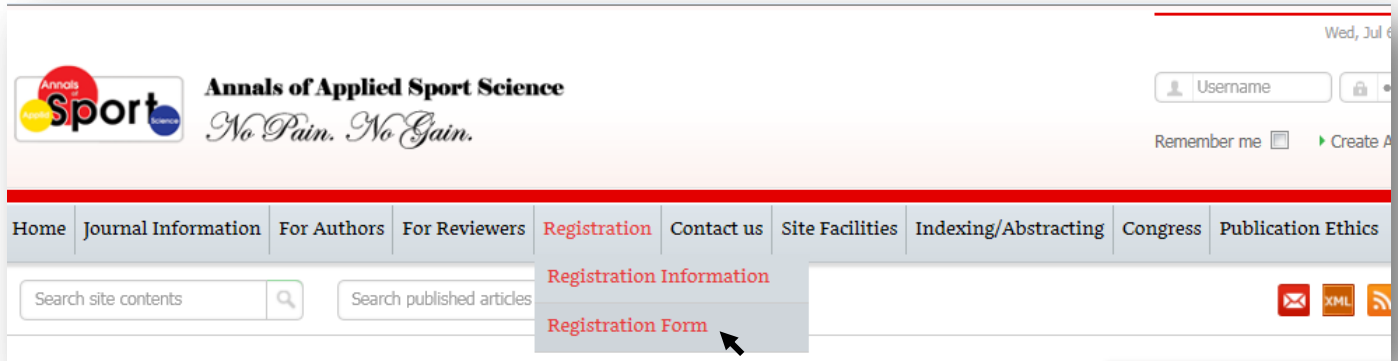 Wed, Jul 6
Annals
of
Sport
Applied
Science
Annals of Applied Sport Science
No Pain. No Gain.
Username
Remember me
Create A
Home Journal Information For Authors For Reviewers Registration Contact us Site Facilities Indexing/Abstracting Congress Publication Ethics
Registration Information
Search site contents Search published articles
XML
Registration Form